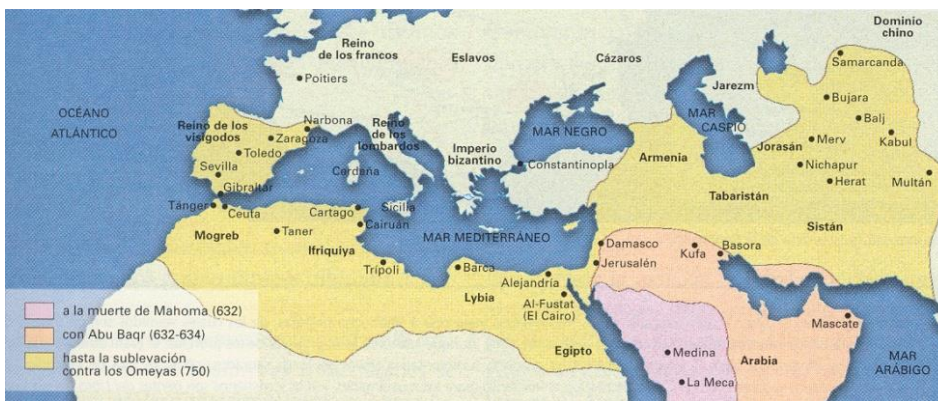 Dominio
chino
Reino
de los francos
Eslavos
Cázaros
Samarcanda
Poitiers
Jarezm
OCÉANO
ATLÁNTICO
Bujara
MAR
CASPIO
Balj
Narbona
Reino de los
visigodos
Zaragoza
Reino
de los
lombardos
MAR NEGRO
Jorasán
Merv
Kabul
Toledo
Imperio
bizantino
Constantinopla
Armenia
Nichapur
Sevilla
Cerdeña
Herat
Multán
Gibraltar
Tabaristán
Tánger
Ceuta
Cartago
Sicilia
Cairuán
Sistán
Mogreb
Taner
Ifriquiya
MAR MEDITERRÁNEO
Damasco
Kufa
Basora
Jerusalén
Trípoli
Barca
Alejandría
Lybia
Al-Fustat
(El Cairo)
a la muerte de Mahoma (632)
con Abu Baqr (632-634)
Mascate
hasta la sublevación
contra los Omeyas (750)
Egipto
Medina
Arabia
MAR
ARÁBIGO
La Meca